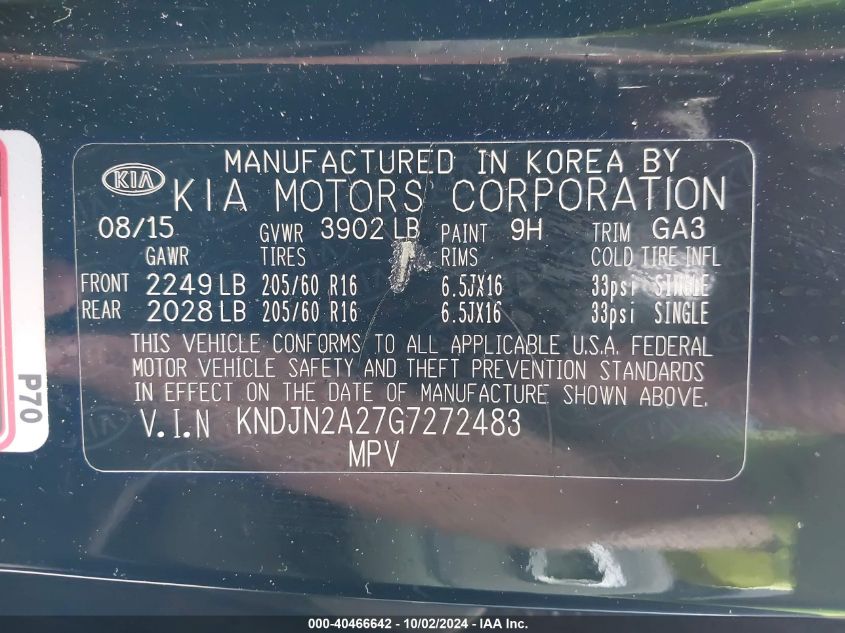 MANUFACTURED IN KOREA BY
KIA KIA MOTORS CORPORATION
08/15 GVWR 3902 LB PAINT 9H TRIM GA3
GAWR TIRES RIMS COLD TIRE INFL
FRONT 2249 LB 205/60 R16 6.5JX16 33psi SINGLE
REAR 2028 LB 205/60 R16 6.5JX16 33psi SINGLE
THIS VEHICLE CONFORMS TO ALL APPLICABLE U.S.A. FEDERAL
MOTOR VEHICLE SAFETY AND THEFT PREVENTION STANDARDS
IN EFFECT ON THE DATE OF MANUFACTURE SHOWN ABOVE.
V.I.N KNDJN2A27G7272483
MPV
P70
000-40466642 - 10/02/2024 - IAA Inc.